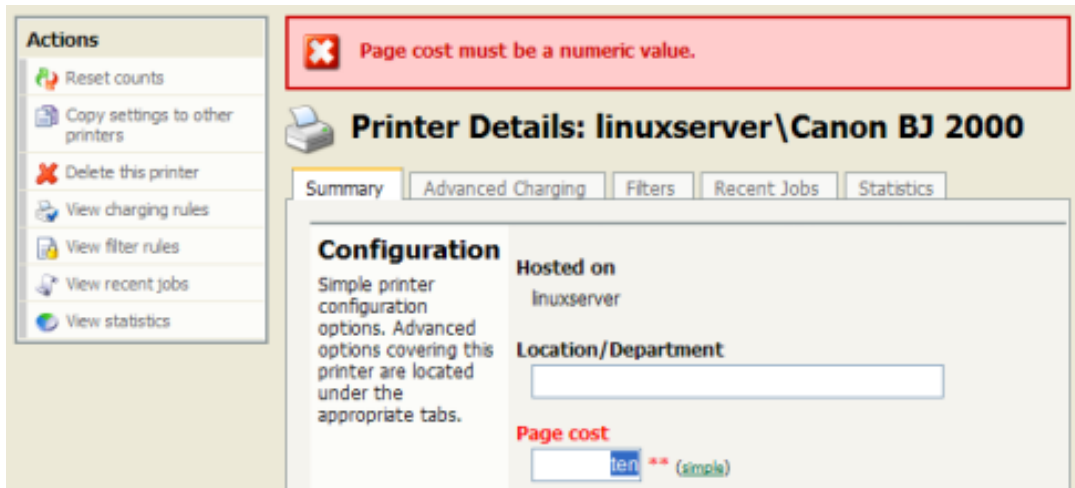 Actions
Reset counts
Copy settings to other
printers
Delete this printer
View charging rules
View filter rules
View recent jobs
View statistics
Page cost must be a numeric value.
Printer Details: linuxserver\Canon BJ 2000
Summary
Advanced Charging
Filters
Recent Jobs
Statistics
Configuration
Simple printer
configuration
options. Advanced
options covering this
printer are located
under the
appropriate tabs.
Hosted on
linuxserver
Location/Department
Page cost
ten ** (simple)